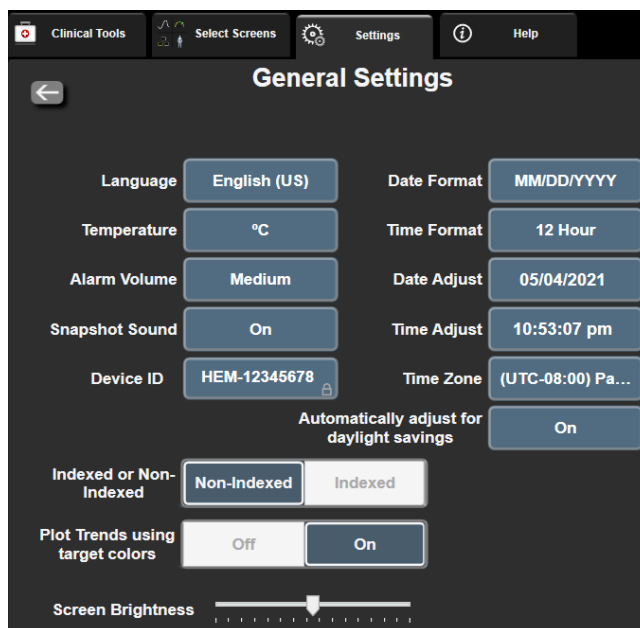 Clinical Tools
Select Screens
Settings
Help
General Settings
Language English (US)
Date Format MM/DD/YYYY
Temperature ºC
Time Format 12 Hour
Alarm Volume Medium
Date Adjust 05/04/2021
Snapshot Sound On
Time Adjust 10:53:07 pm
Device ID HEM-12345678
Time Zone (UTC-08:00) Pa...
Automatically adjust for
daylight savings
On
Indexed or Non-
Indexed
Non-Indexed Indexed
Plot Trends using
target colors
Off On
Screen Brightness